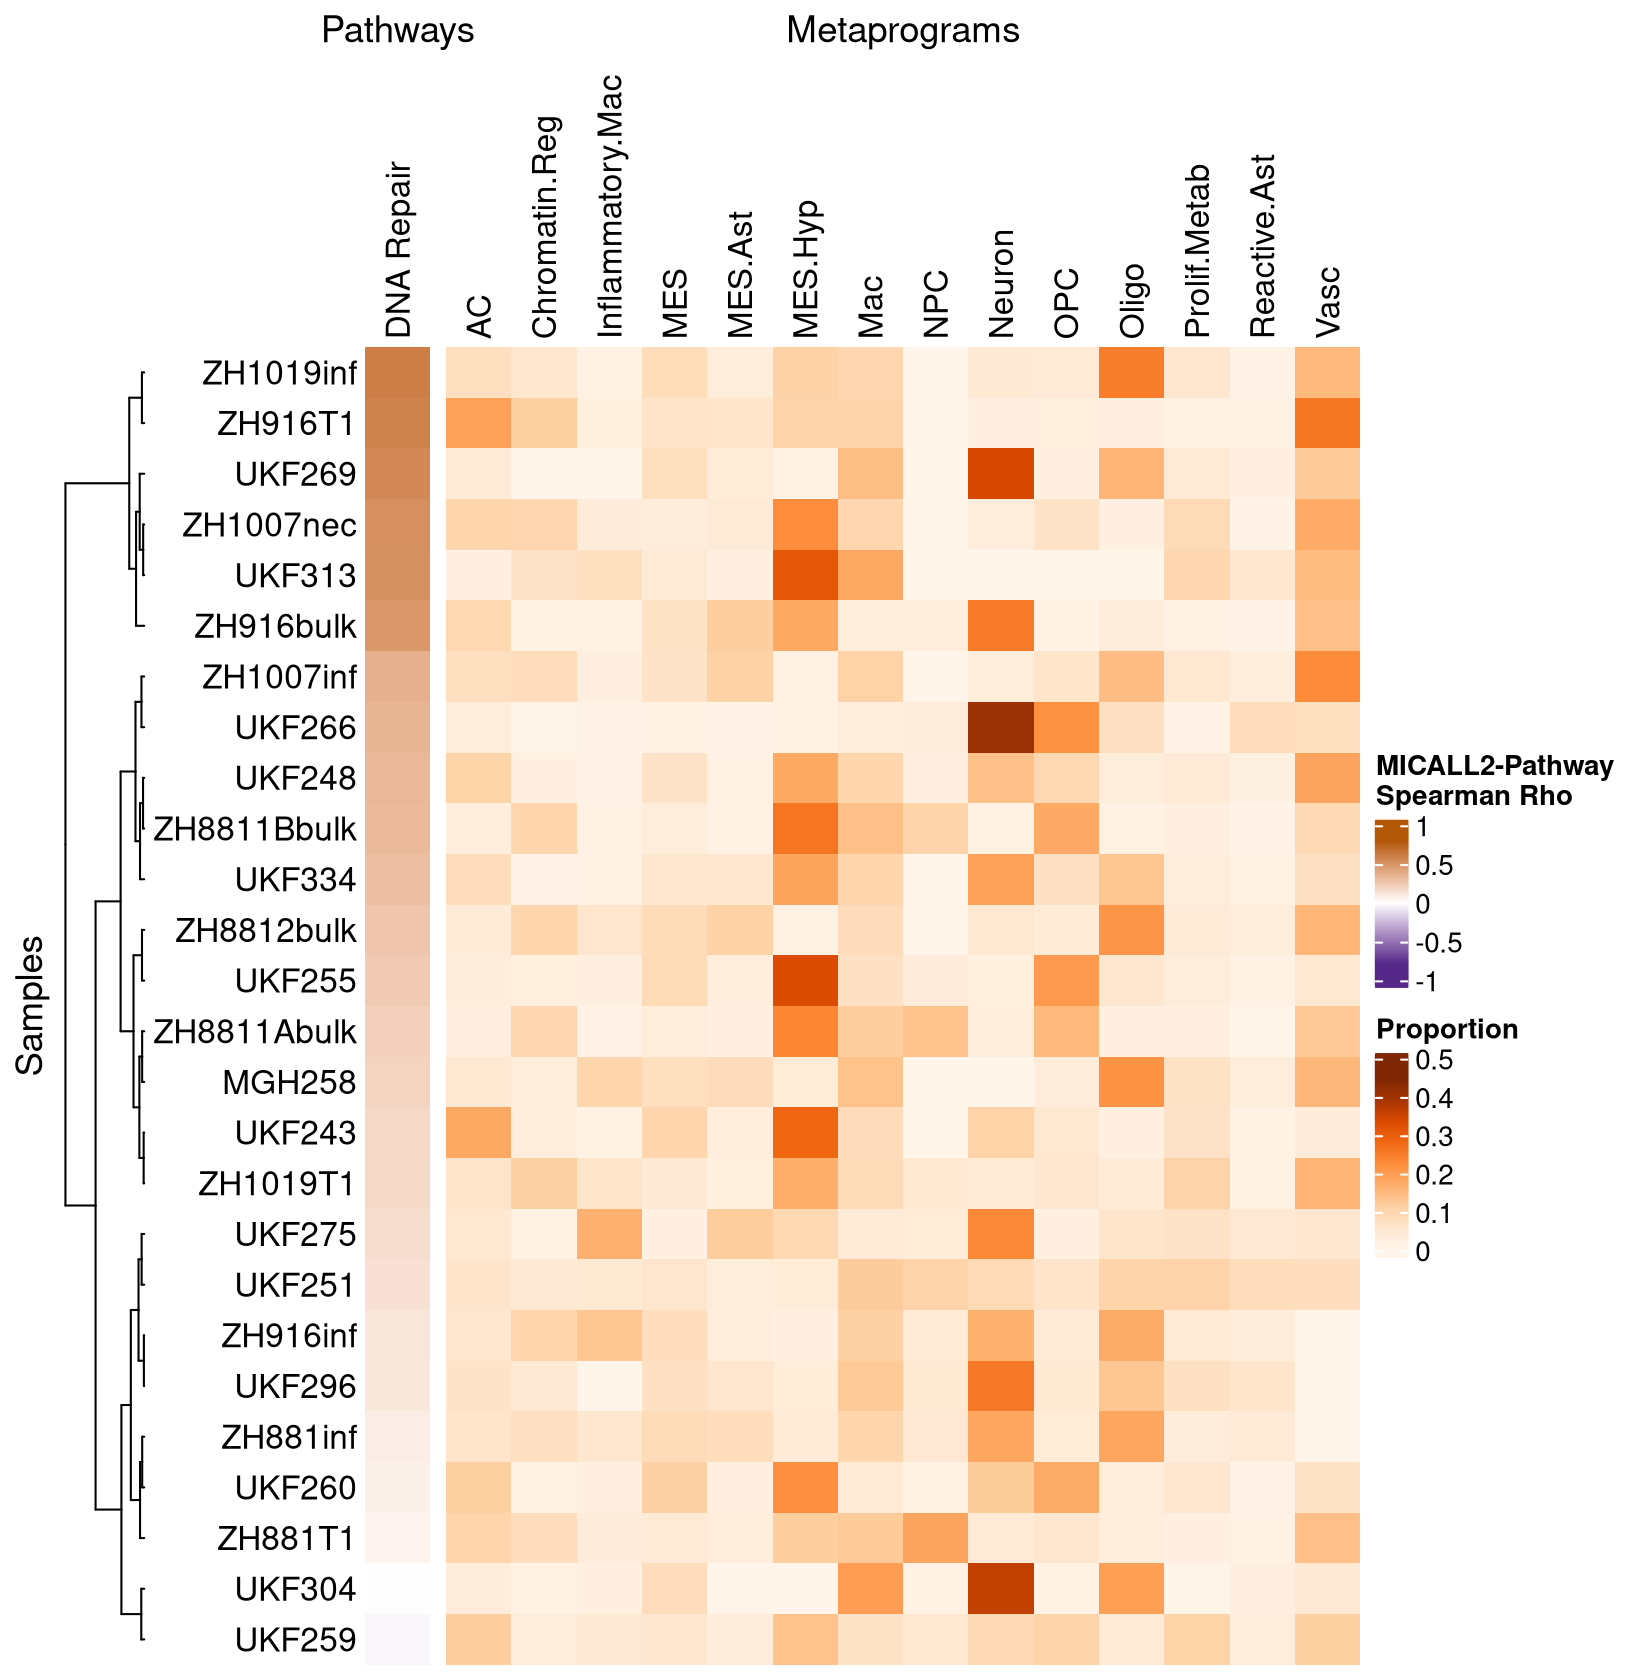 Pathways
Metaprograms
DNA Repair
AC
Chromatin.Reg
Inflammatory.Mac
MES
MES.Ast
MES.Hyp
Mac
NPC
Neuron
OPC
Oligo
Prolif.Metab
Reactive.Ast
Vasc
Samples
ZH1019inf
ZH916T1
UKF269
ZH1007nec
UKF313
ZH916bulk
ZH1007inf
UKF266
UKF248
ZH8811Bbulk
UKF334
ZH8812bulk
UKF255
ZH8811Abulk
MGH258
UKF243
ZH1019T1
UKF275
UKF251
ZH916inf
UKF296
ZH881inf
UKF260
ZH881T1
UKF304
UKF259
MICALL2-Pathway
Spearman Rho
1
0.5
0
-0.5
-1
Proportion
0.5
0.4
0.3
0.2
0.1
0